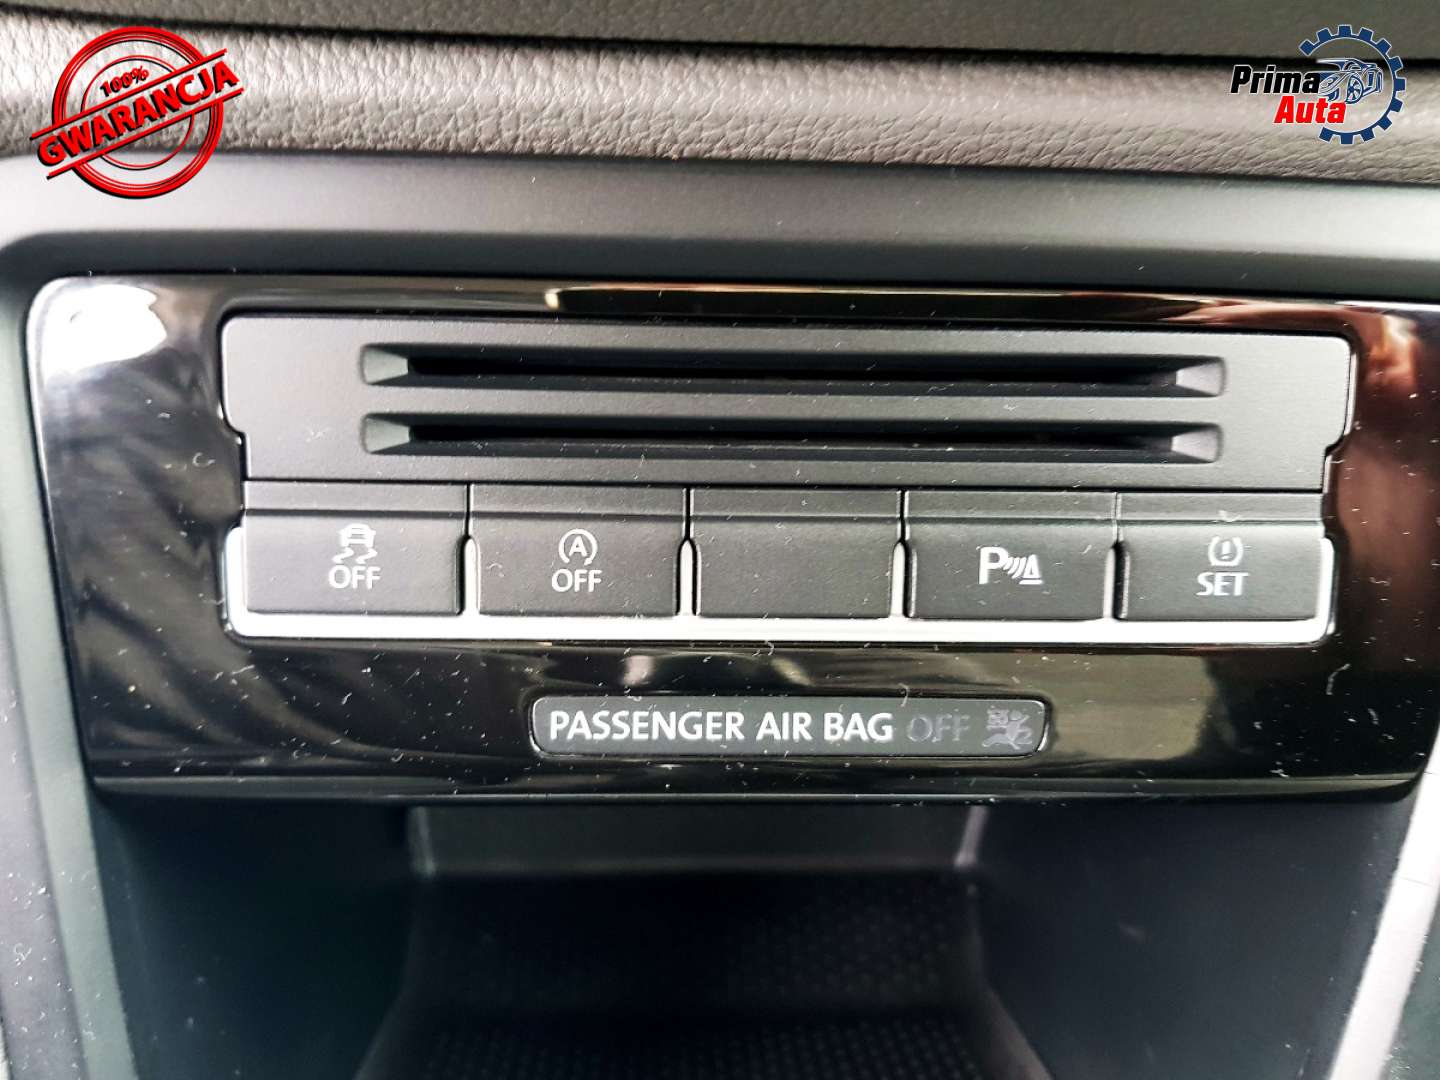 100%
GWARANCJA
Prima
Auta
OFF
A
OFF
P
SET
PASSENGER AIR BAG OFF